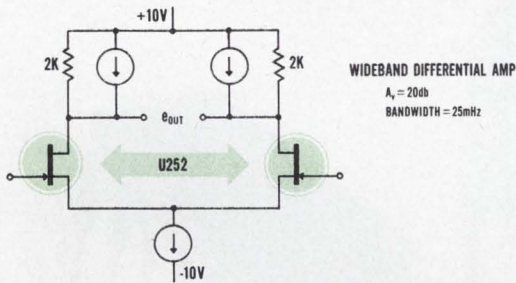 +10V
2K
2K
WIDEBAND DIFFERENTIAL AMP
Av = 20db
BANDWIDTH = 25mHz
eOUT
U252
-10V